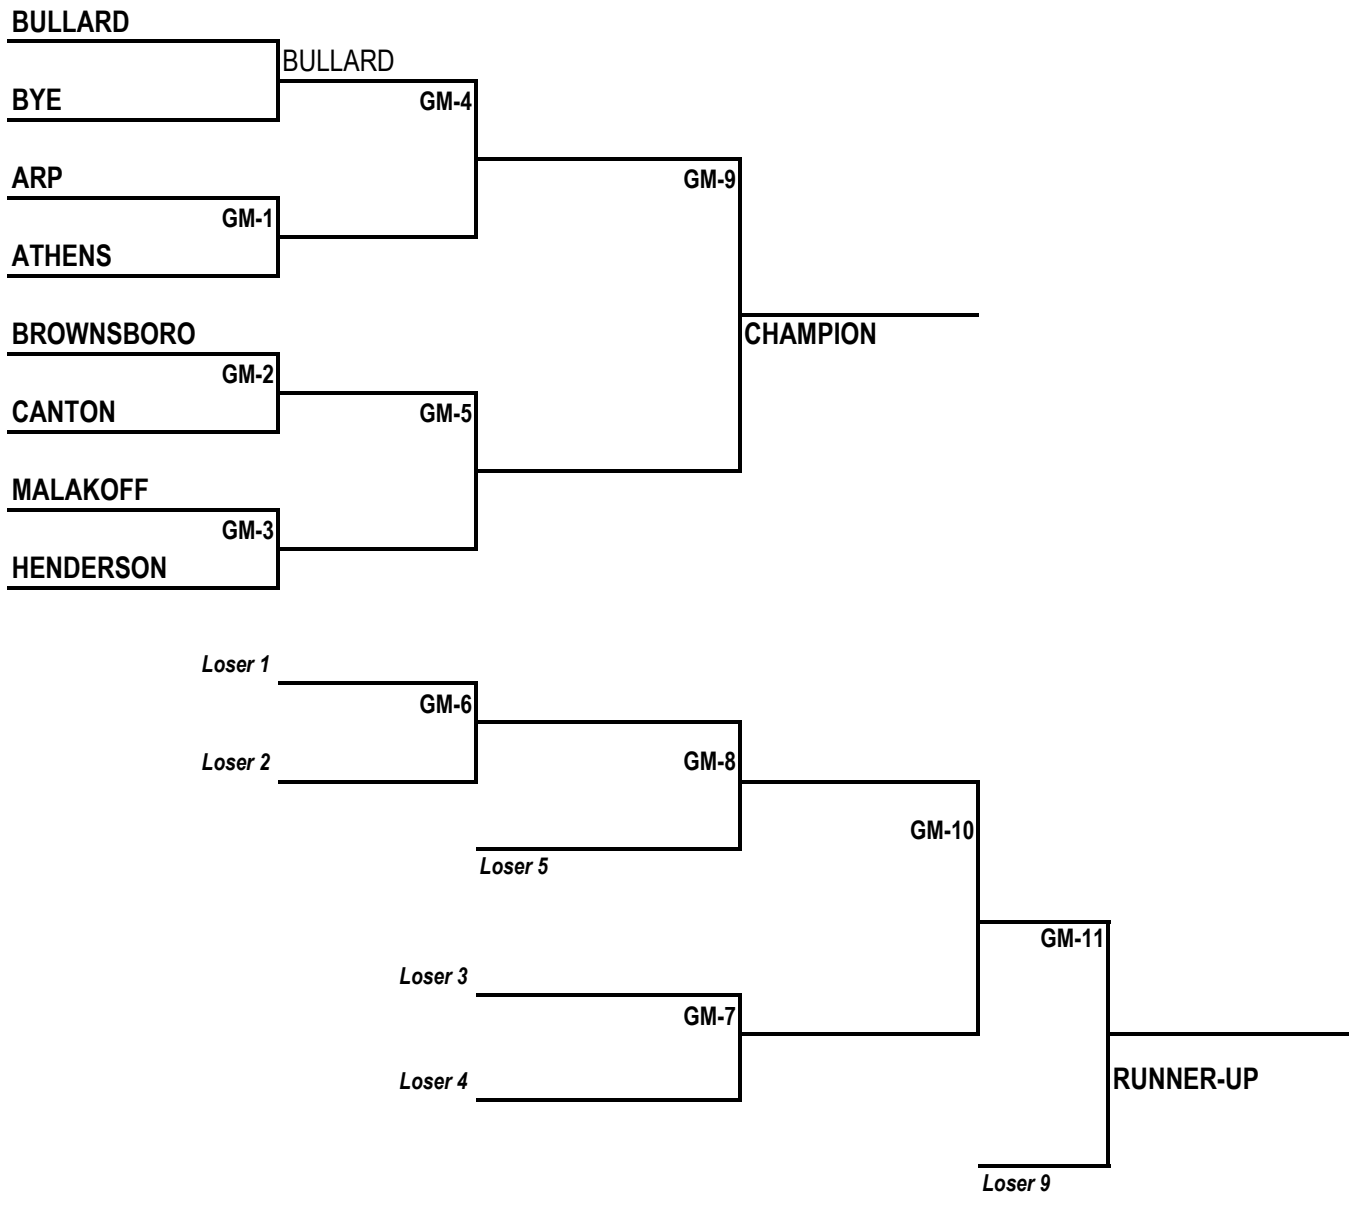 BULLARD
BULLARD
BYE
GM-4
ARP
GM-9
GM-1
ATHENS
BROWNSBORO
CHAMPION
GM-2
CANTON
GM-5
MALAKOFF
GM-3
HENDERSON
Loser 1
GM-6
Loser 2
GM-8
GM-10
Loser 5
GM-11
Loser 3
GM-7
Loser 4
RUNNER-UP
Loser 9